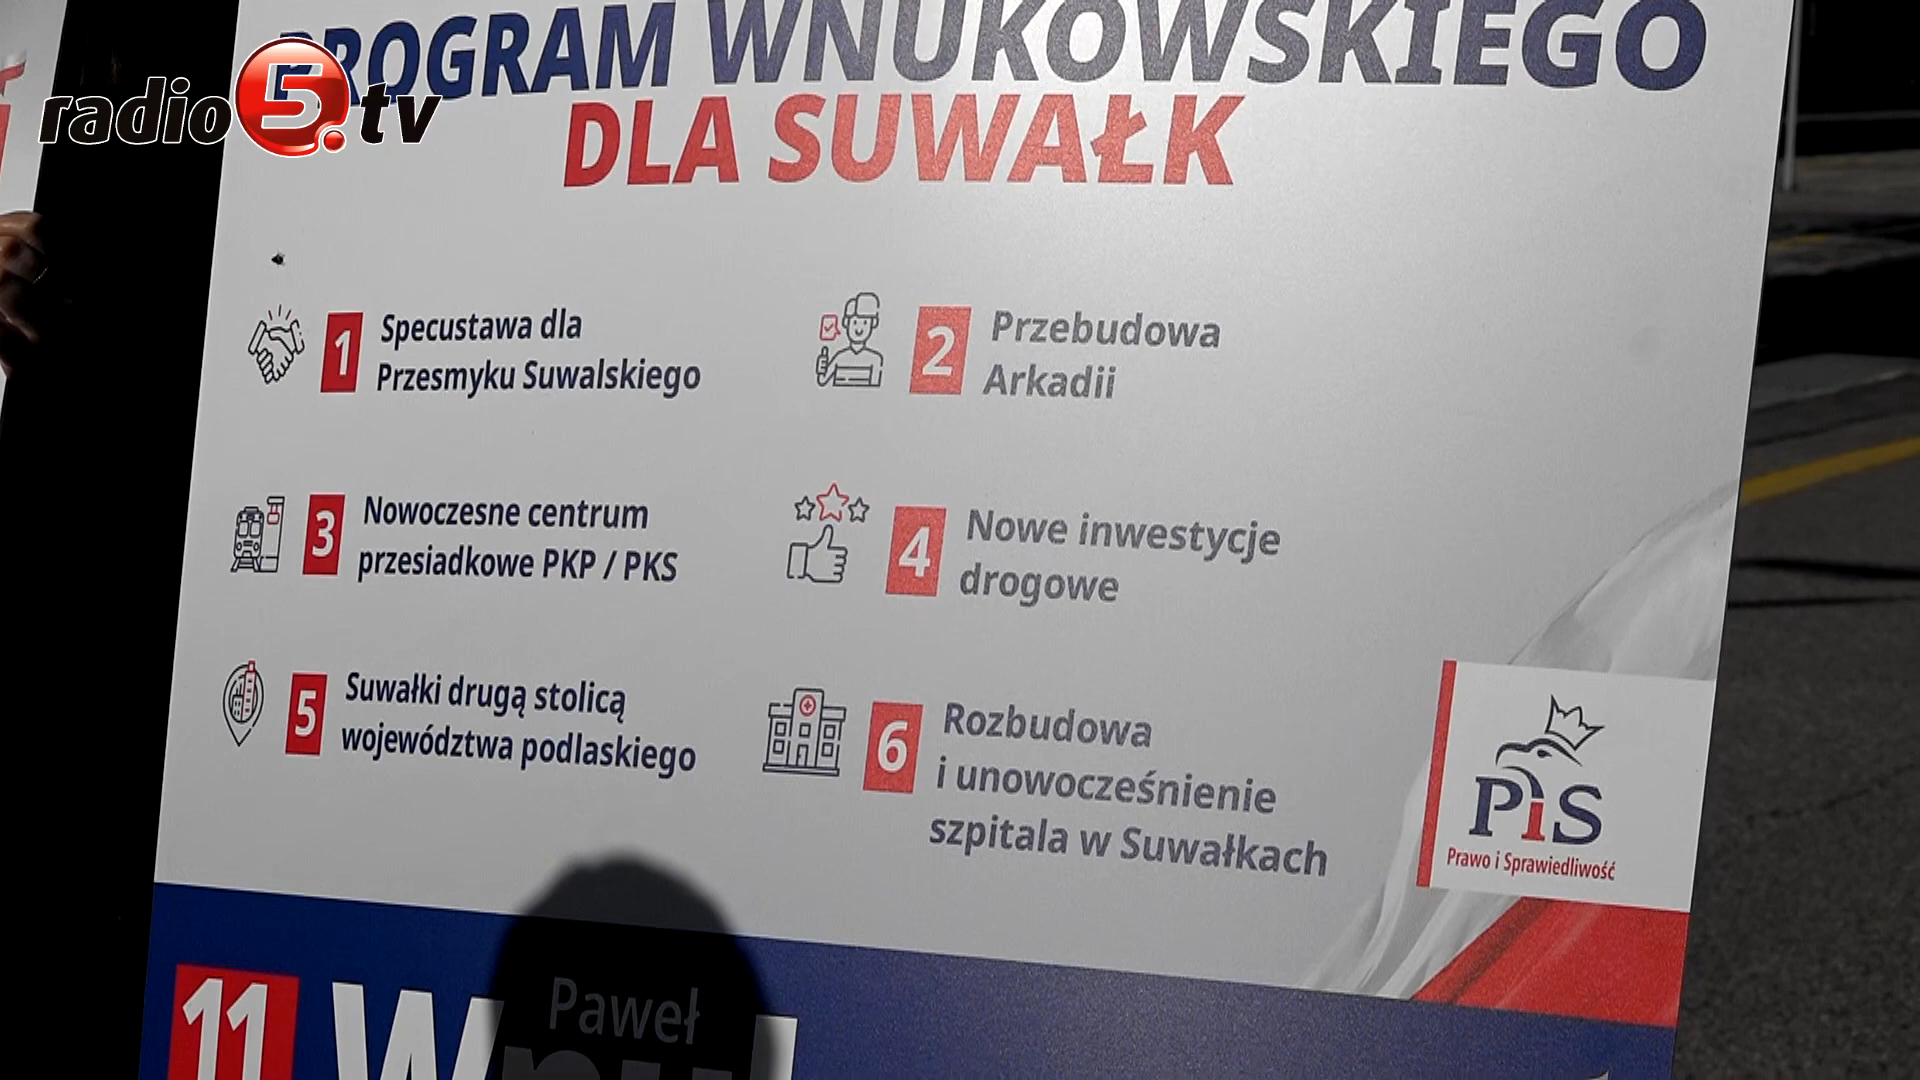 radio 5.tv
PROGRAM WNUKOWSKIEGO
DLA SUWAŁK
1 Specustawa dla
Przesmyku Suwalskiego
2 Przebudowa
Arkadii
3 Nowoczesne centrum
przesiadkowe PKP / PKS
4 Nowe inwestycje
drogowe
5 Suwałki drugą stolicą
województwa podlaskiego
6 Rozbudowa
i unowocześnienie
szpitala w Suwałkach
PiS
Prawo i Sprawiedliwość
Paweł
11